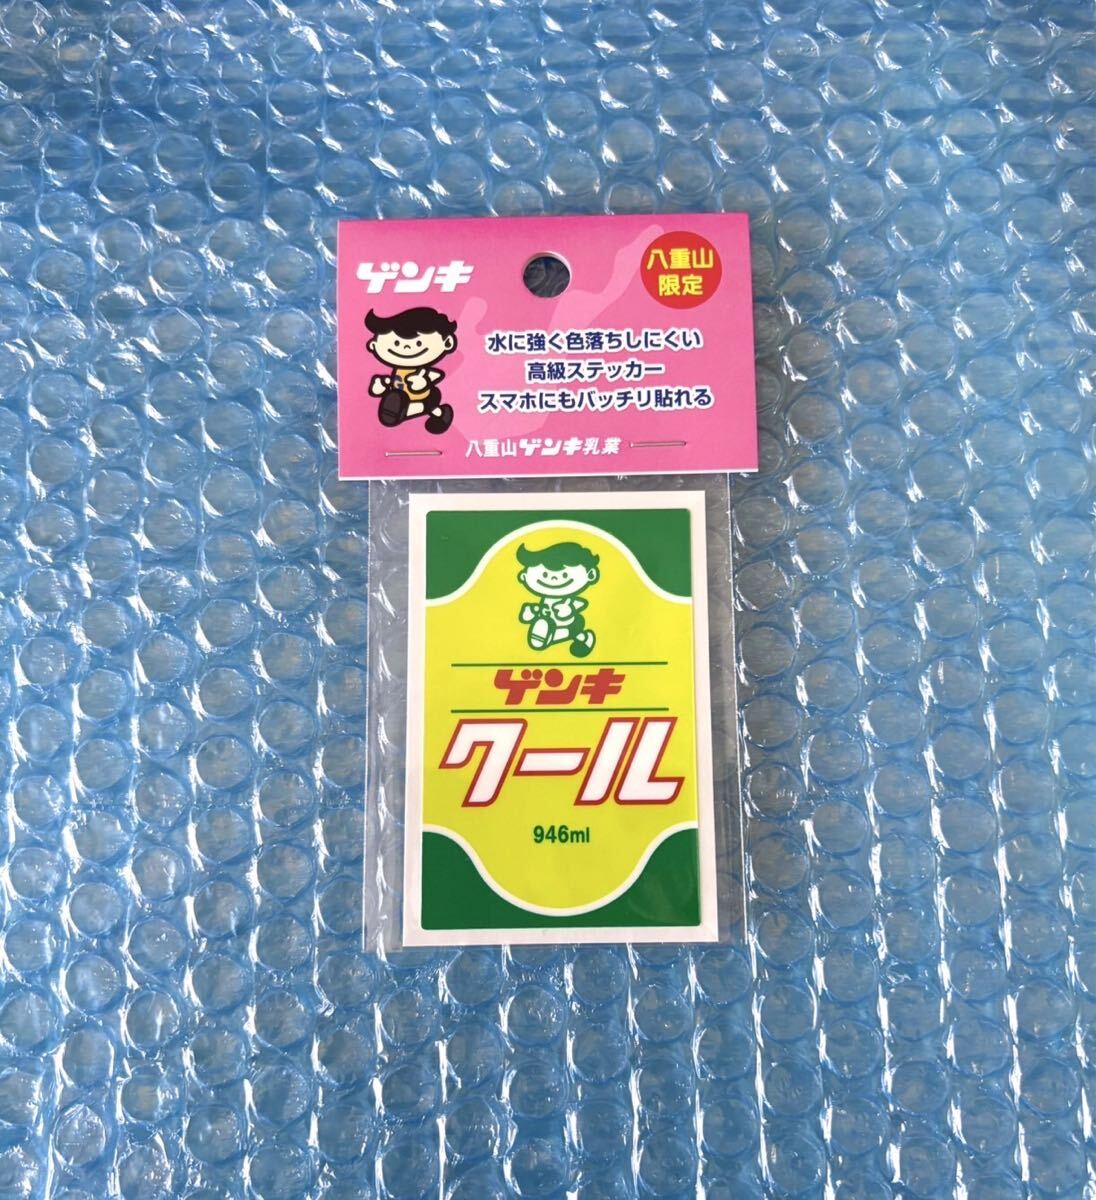 ゲンキ
八重山
限定
水に強く色落ちしにくい
高級ステッカー
スマホにもバッチリ貼れる
八重山ゲンキ乳業
ゲンキ
クール
946ml